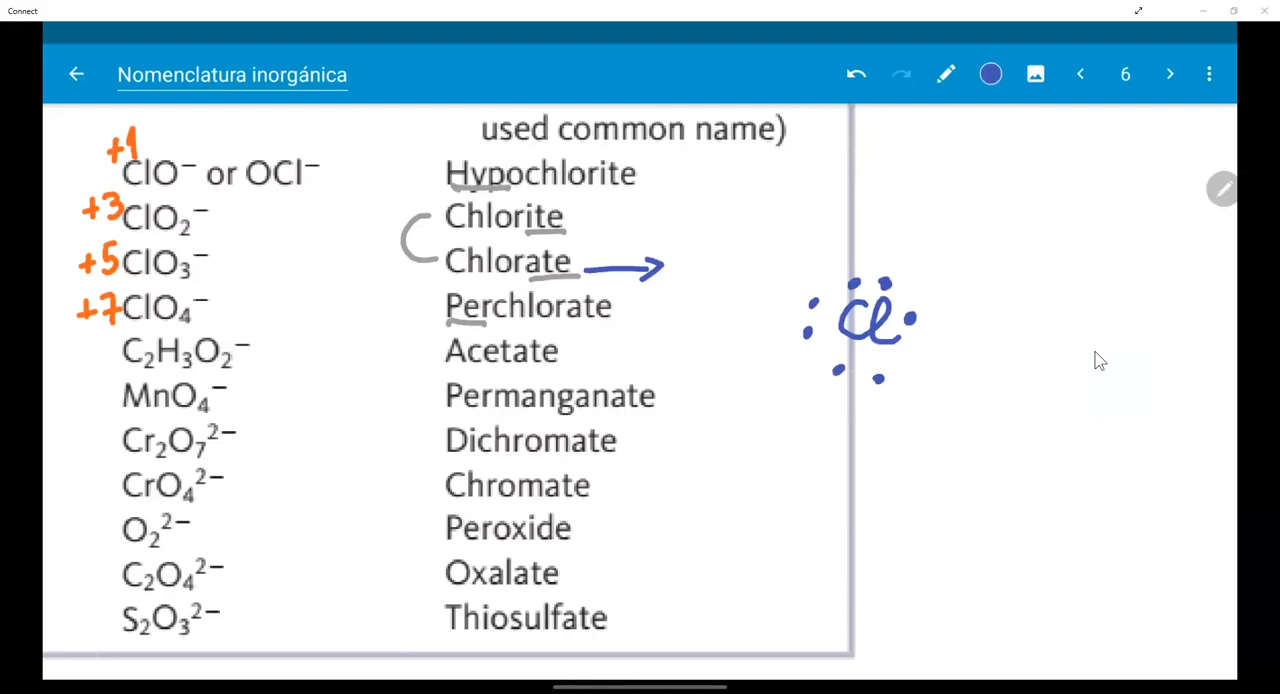 Connect
Nomenclatura inorgánica 6
used common name)
+1
ClO⁻ or OCl⁻ Hypochlorite
+3 ClO₂⁻ Chlorite
+5 ClO₃⁻ Chlorate
+7 ClO₄⁻ Perchlorate
Cl
C₂H₃O₂⁻ Acetate
MnO₄⁻ Permanganate
Cr₂O₇²⁻ Dichromate
CrO₄²⁻ Chromate
O₂²⁻ Peroxide
C₂O₄²⁻ Oxalate
S₂O₃²⁻ Thiosulfate